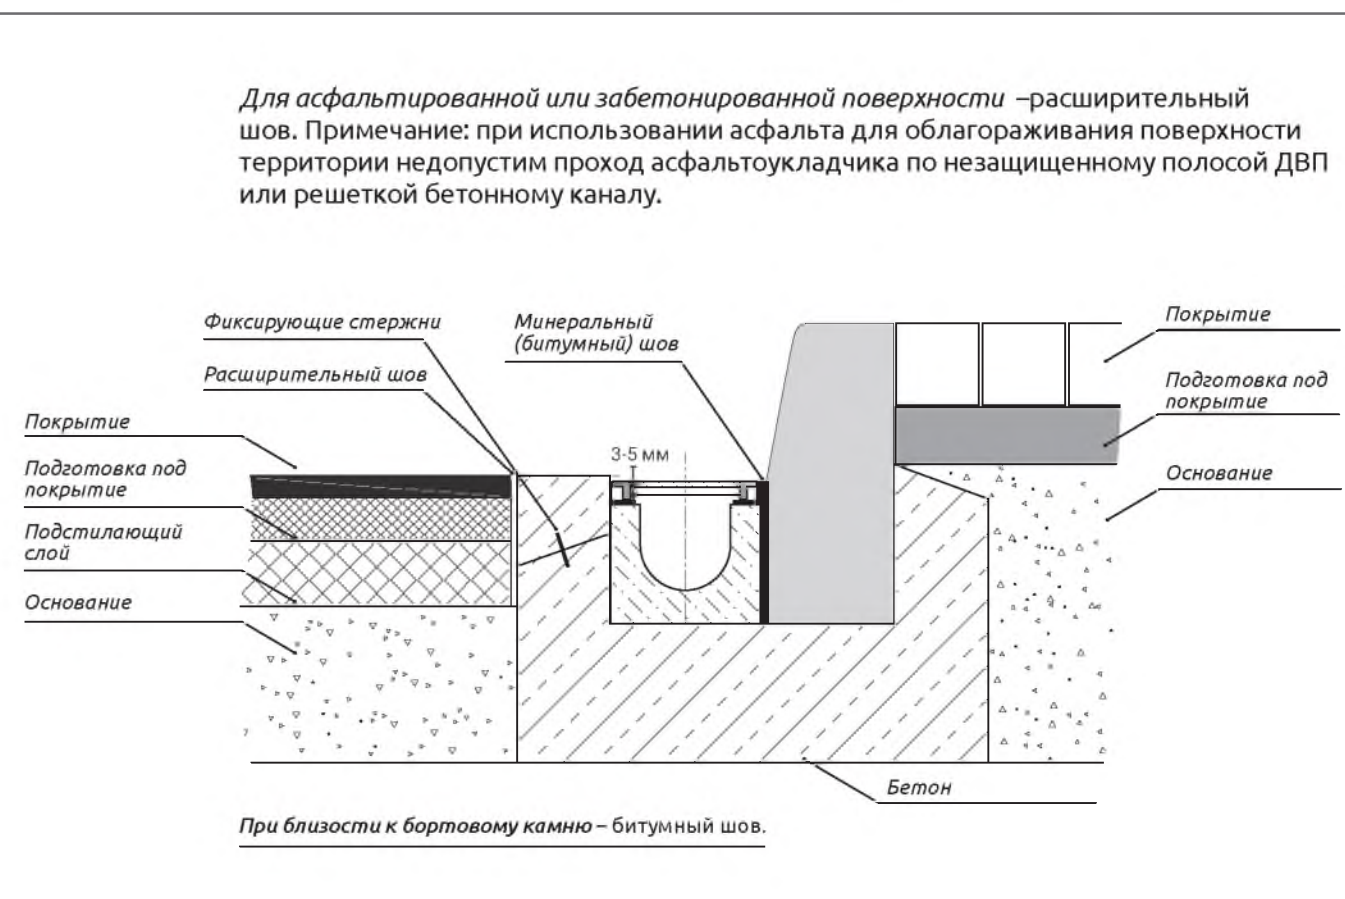 Для асфальтированной или забетонированной поверхности –расширительный
шов. Примечание: при использовании асфальта для облагораживания поверхности
территории недопустим проход асфальтоукладчика по незащищенному полосой ДВП
или решеткой бетонному каналу.
Фиксирующие стержни
Расширительный шов
Минеральный
(битумный) шов
Покрытие
Подготовка под
покрытие
Основание
Покрытие
Подготовка под
покрытие
Подстилающий
слой
Основание
3-5 мм
Бетон
При близости к бортовому камню – битумный шов.